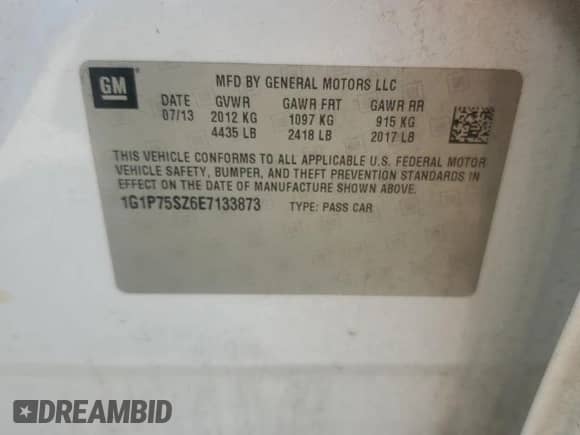 GM
MFD BY GENERAL MOTORS LLC
DATE GVWR GAWR FRT GAWR RR
07/13 2012 KG 1097 KG 915 KG
4435 LB 2418 LB 2017 LB
THIS VEHICLE CONFORMS TO ALL APPLICABLE U.S. FEDERAL MOTOR
VEHICLE SAFETY, BUMPER, AND THEFT PREVENTION STANDARDS IN
EFFECT ON THE DATE OF MANUFACTURE SHOWN ABOVE.
1G1P75SZ6E7133873 TYPE: PASS CAR
DREAMBID